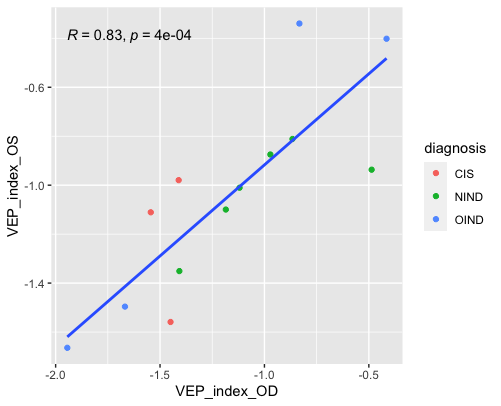 R = 0.83, p = 4e-04
-0.6
-1.0
-1.4
VEP_index_OS
-2.0 -1.5 -1.0 -0.5
VEP_index_OD
diagnosis
CIS
NIND
OIND